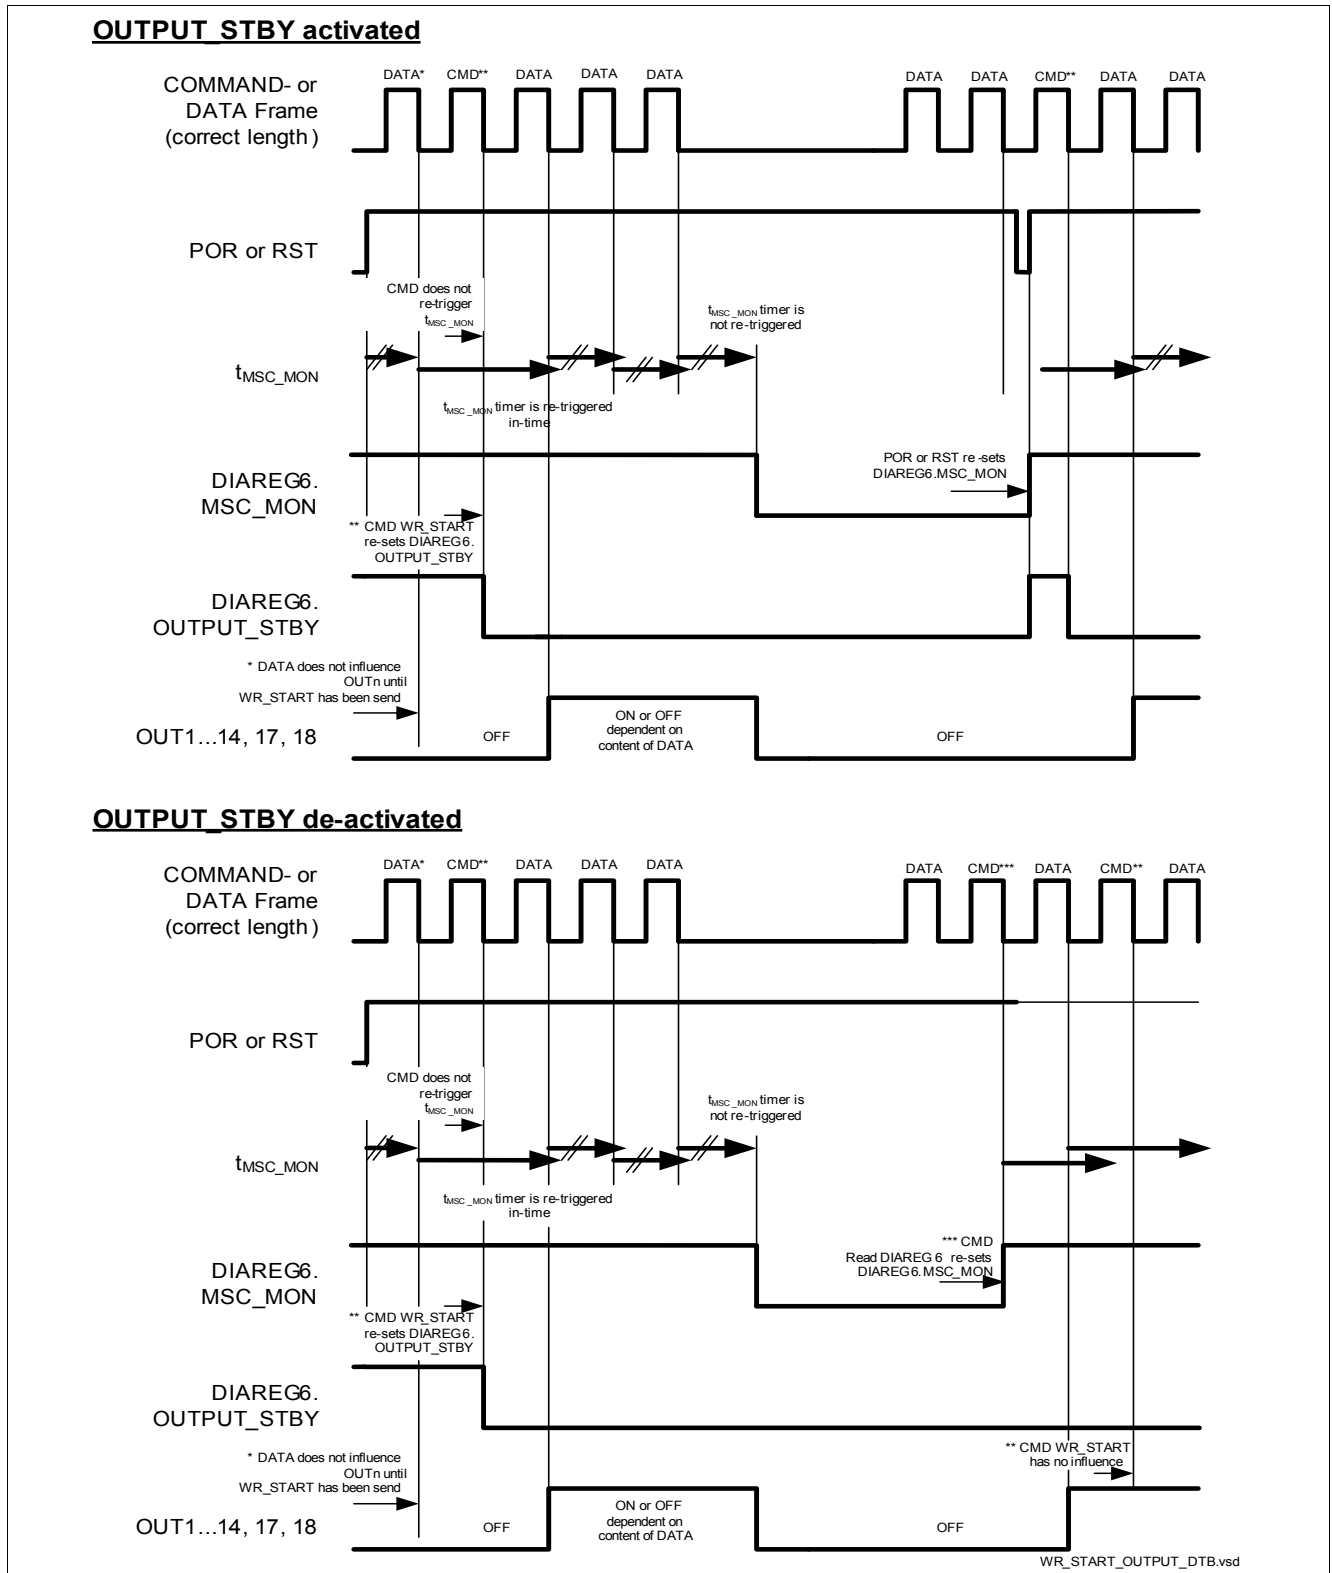 OUTPUT_STBY activated
DATA* CMD** DATA DATA DATA DATA DATA CMD** DATA DATA
COMMAND- or
DATA Frame
(correct length)
POR or RST
CMD does not
re-trigger
tMSC_MON
tMSC_MON timer is
not re-triggered
tMSC_MON
tMSC_MON timer is re-triggered
in-time
POR or RST re-sets
DIAREG6.MSC_MON
DIAREG6.
MSC_MON
** CMD WR_START
re-sets DIAREG6.
OUTPUT_STBY
DIAREG6.
OUTPUT_STBY
* DATA does not influence
OUTn until
WR_START has been send
OUT1...14, 17, 18
OFF
ON or OFF
dependent on
content of DATA
OFF
OUTPUT_STBY de-activated
DATA* CMD** DATA DATA DATA DATA CMD*** DATA CMD** DATA
COMMAND- or
DATA Frame
(correct length)
POR or RST
CMD does not
re-trigger
tMSC_MON
tMSC_MON timer is
not re-triggered
tMSC_MON
tMSC_MON timer is re-triggered
in-time
*** CMD
Read DIAREG 6 re-sets
DIAREG6.MSC_MON
DIAREG6.
MSC_MON
** CMD WR_START
re-sets DIAREG6.
OUTPUT_STBY
DIAREG6.
OUTPUT_STBY
** CMD WR_START
has no influence
* DATA does not influence
OUTn until
WR_START has been send
OUT1...14, 17, 18
OFF
ON or OFF
dependent on
content of DATA
OFF
WR_START_OUTPUT_DTB.vsd